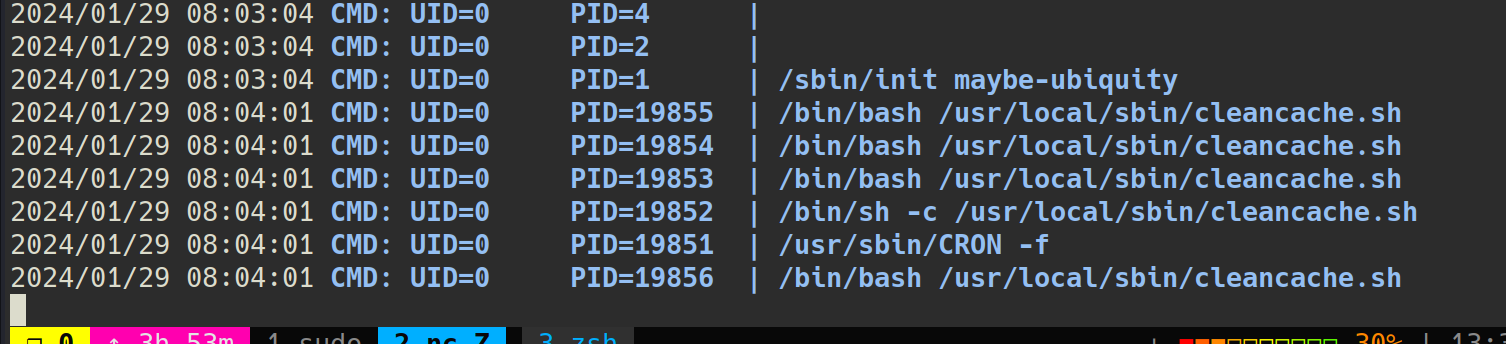 2024/01/29 08:03:04 CMD: UID=0     PID=4      |
2024/01/29 08:03:04 CMD: UID=0     PID=2      |
2024/01/29 08:03:04 CMD: UID=0     PID=1      | /sbin/init maybe-ubiquity
2024/01/29 08:04:01 CMD: UID=0     PID=19855  | /bin/bash /usr/local/sbin/cleancache.sh
2024/01/29 08:04:01 CMD: UID=0     PID=19854  | /bin/bash /usr/local/sbin/cleancache.sh
2024/01/29 08:04:01 CMD: UID=0     PID=19853  | /bin/bash /usr/local/sbin/cleancache.sh
2024/01/29 08:04:01 CMD: UID=0     PID=19852  | /bin/sh -c /usr/local/sbin/cleancache.sh
2024/01/29 08:04:01 CMD: UID=0     PID=19851  | /usr/sbin/CRON -f
2024/01/29 08:04:01 CMD: UID=0     PID=19856  | /bin/bash /usr/local/sbin/cleancache.sh
❐ 0 ↑ 3h 53m 1 sudo 2 nc Z 3 zsh 30% |